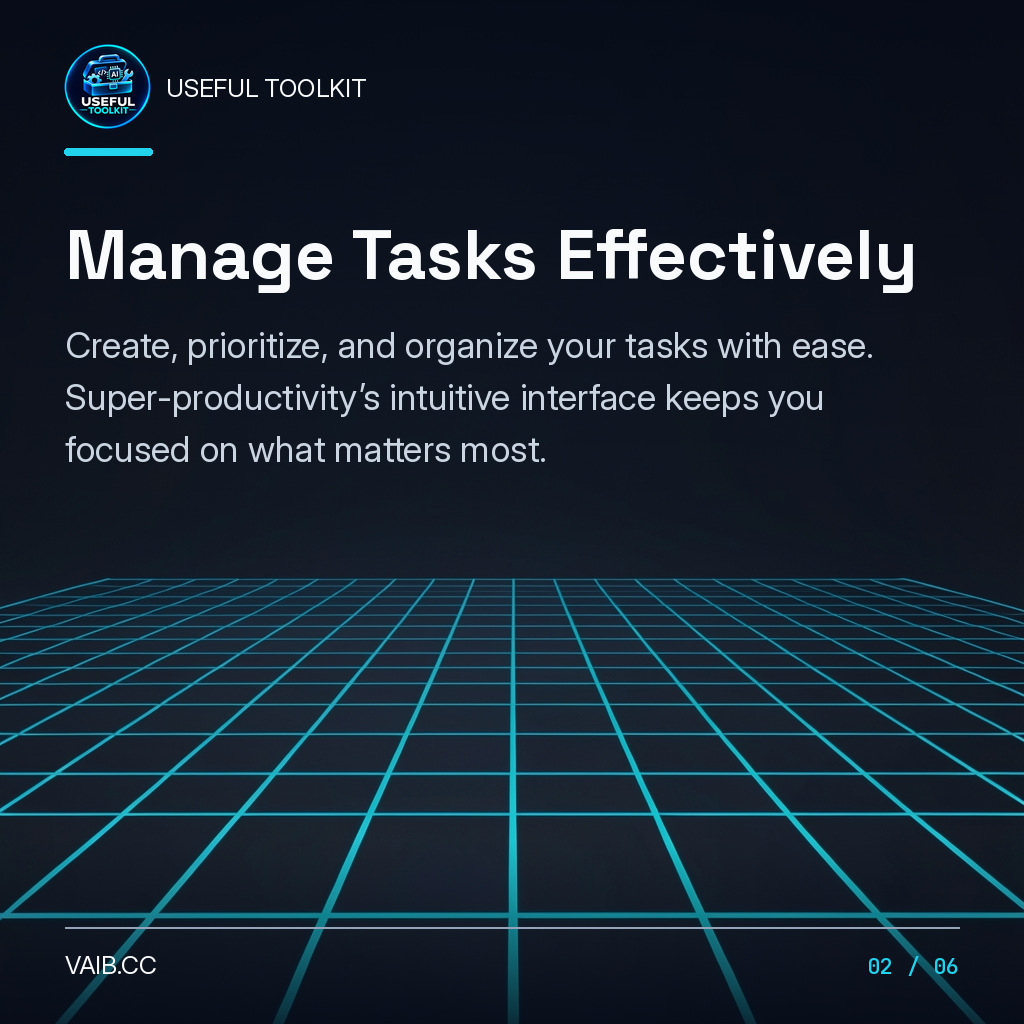 USEFUL
TOOLKIT
AI
USEFUL TOOLKIT
Manage Tasks Effectively
Create, prioritize, and organize your tasks with ease.
Super-productivity’s intuitive interface keeps you
focused on what matters most.
VAIB.CC
02 / 06